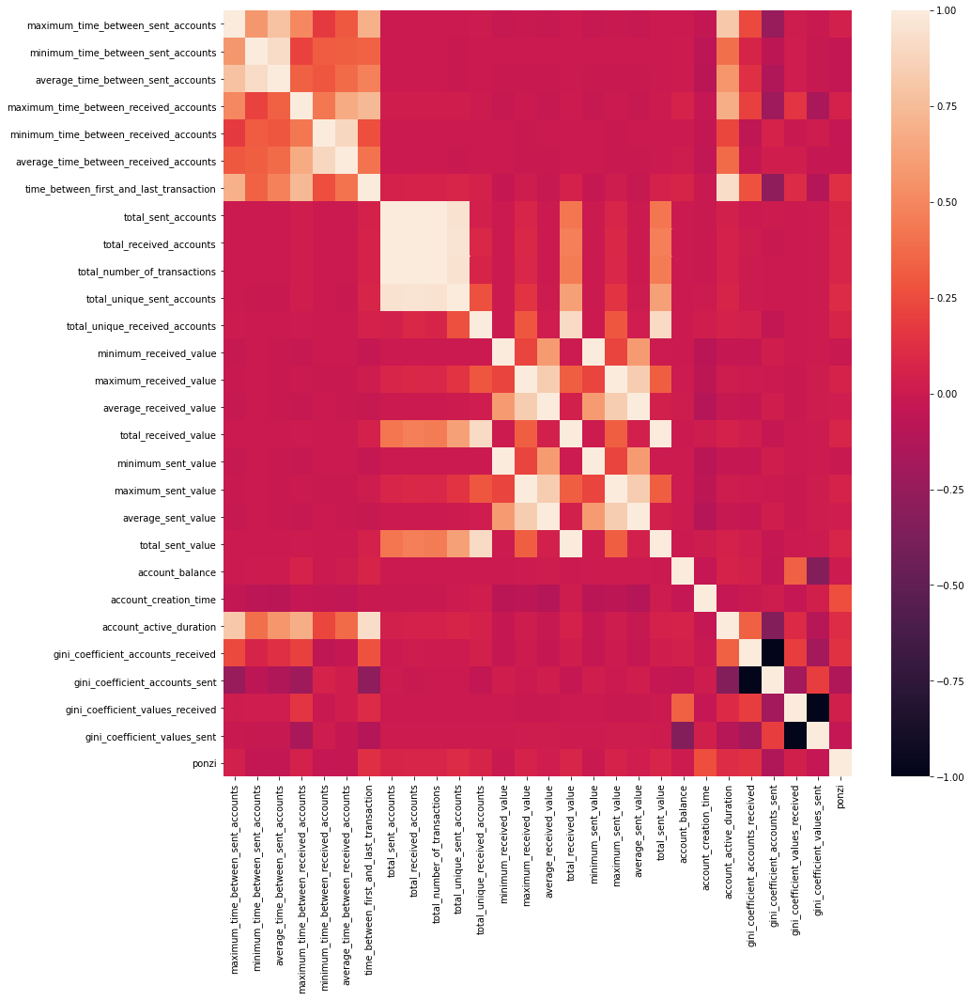 maximum_time_between_sent_accounts
minimum_time_between_sent_accounts
average_time_between_sent_accounts
maximum_time_between_received_accounts
minimum_time_between_received_accounts
average_time_between_received_accounts
time_between_first_and_last_transaction
total_sent_accounts
total_received_accounts
total_number_of_transactions
total_unique_sent_accounts
total_unique_received_accounts
minimum_received_value
maximum_received_value
average_received_value
total_received_value
minimum_sent_value
maximum_sent_value
average_sent_value
total_sent_value
account_balance
account_creation_time
account_active_duration
gini_coefficient_accounts_received
gini_coefficient_accounts_sent
gini_coefficient_values_received
gini_coefficient_values_sent
ponzi
maximum_time_between_sent_accounts
minimum_time_between_sent_accounts
average_time_between_sent_accounts
maximum_time_between_received_accounts
minimum_time_between_received_accounts
average_time_between_received_accounts
time_between_first_and_last_transaction
total_sent_accounts
total_received_accounts
total_number_of_transactions
total_unique_sent_accounts
total_unique_received_accounts
minimum_received_value
maximum_received_value
average_received_value
total_received_value
minimum_sent_value
maximum_sent_value
average_sent_value
total_sent_value
account_balance
account_creation_time
account_active_duration
gini_coefficient_accounts_received
gini_coefficient_accounts_sent
gini_coefficient_values_received
gini_coefficient_values_sent
ponzi
1.00
0.75
0.50
0.25
0.00
−0.25
−0.50
−0.75
−1.00